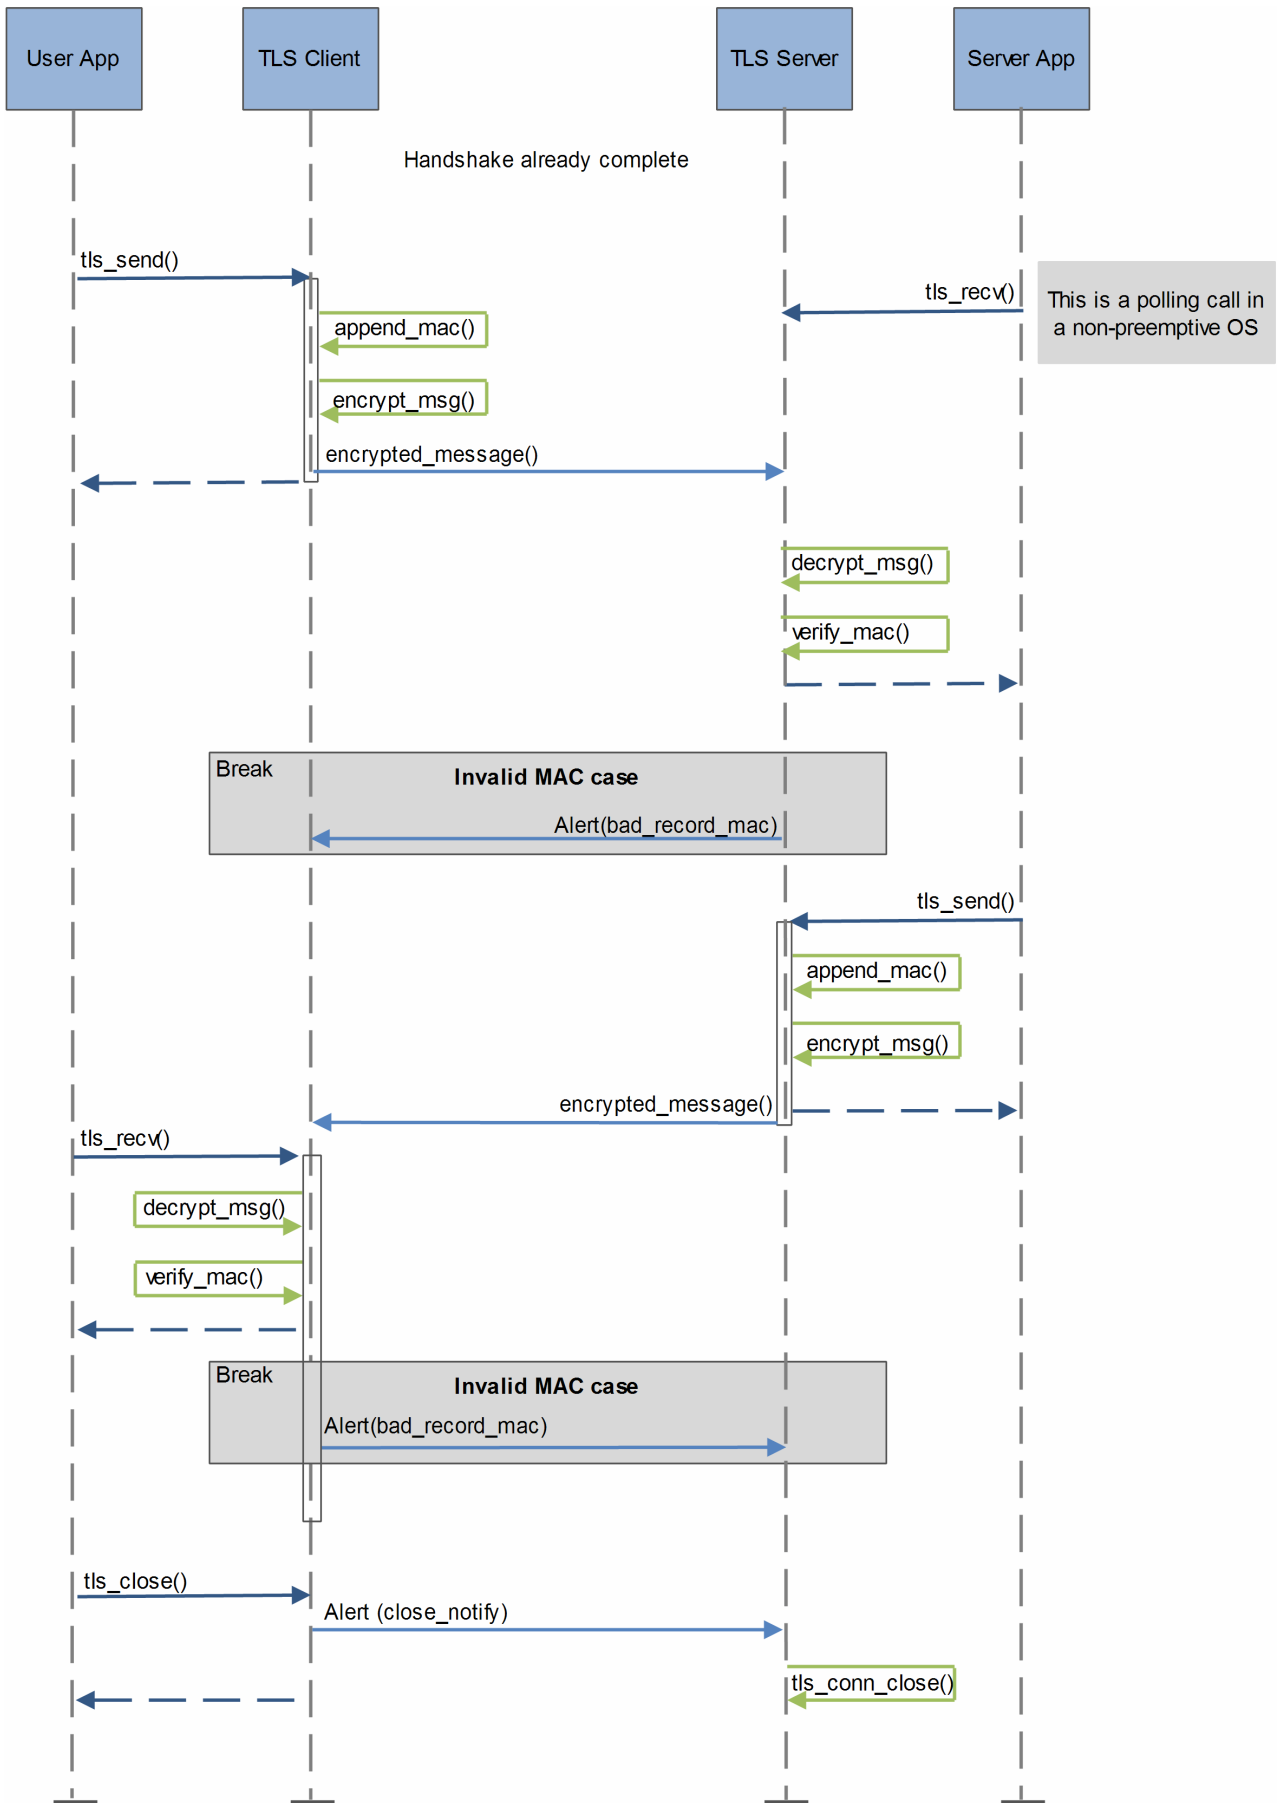 User App
TLS Client
TLS Server
Server App
Handshake already complete
tls_send()
tls_recv()
This is a polling call in
a non-preemptive OS
append_mac()
encrypt_msg()
encrypted_message()
decrypt_msg()
verify_mac()
Break
Invalid MAC case
Alert(bad_record_mac)
tls_send()
append_mac()
encrypt_msg()
encrypted_message()
tls_recv()
decrypt_msg()
verify_mac()
Break
Invalid MAC case
Alert(bad_record_mac)
tls_close()
Alert (close_notify)
tls_conn_close()